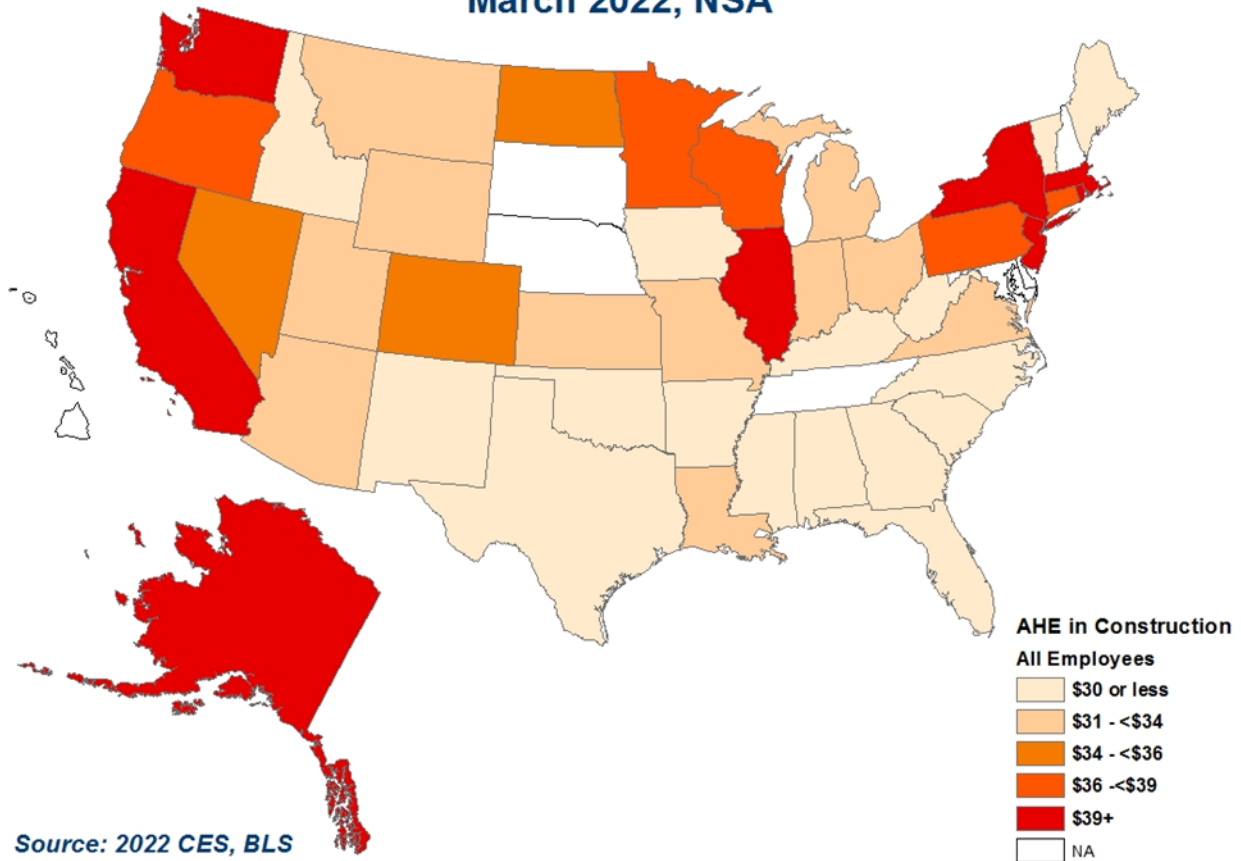 March 2022, NSA
AHE in Construction
All Employees
$30 or less
$31 - <$34
$34 - <$36
$36 -<$39
$39+
NA
Source: 2022 CES, BLS